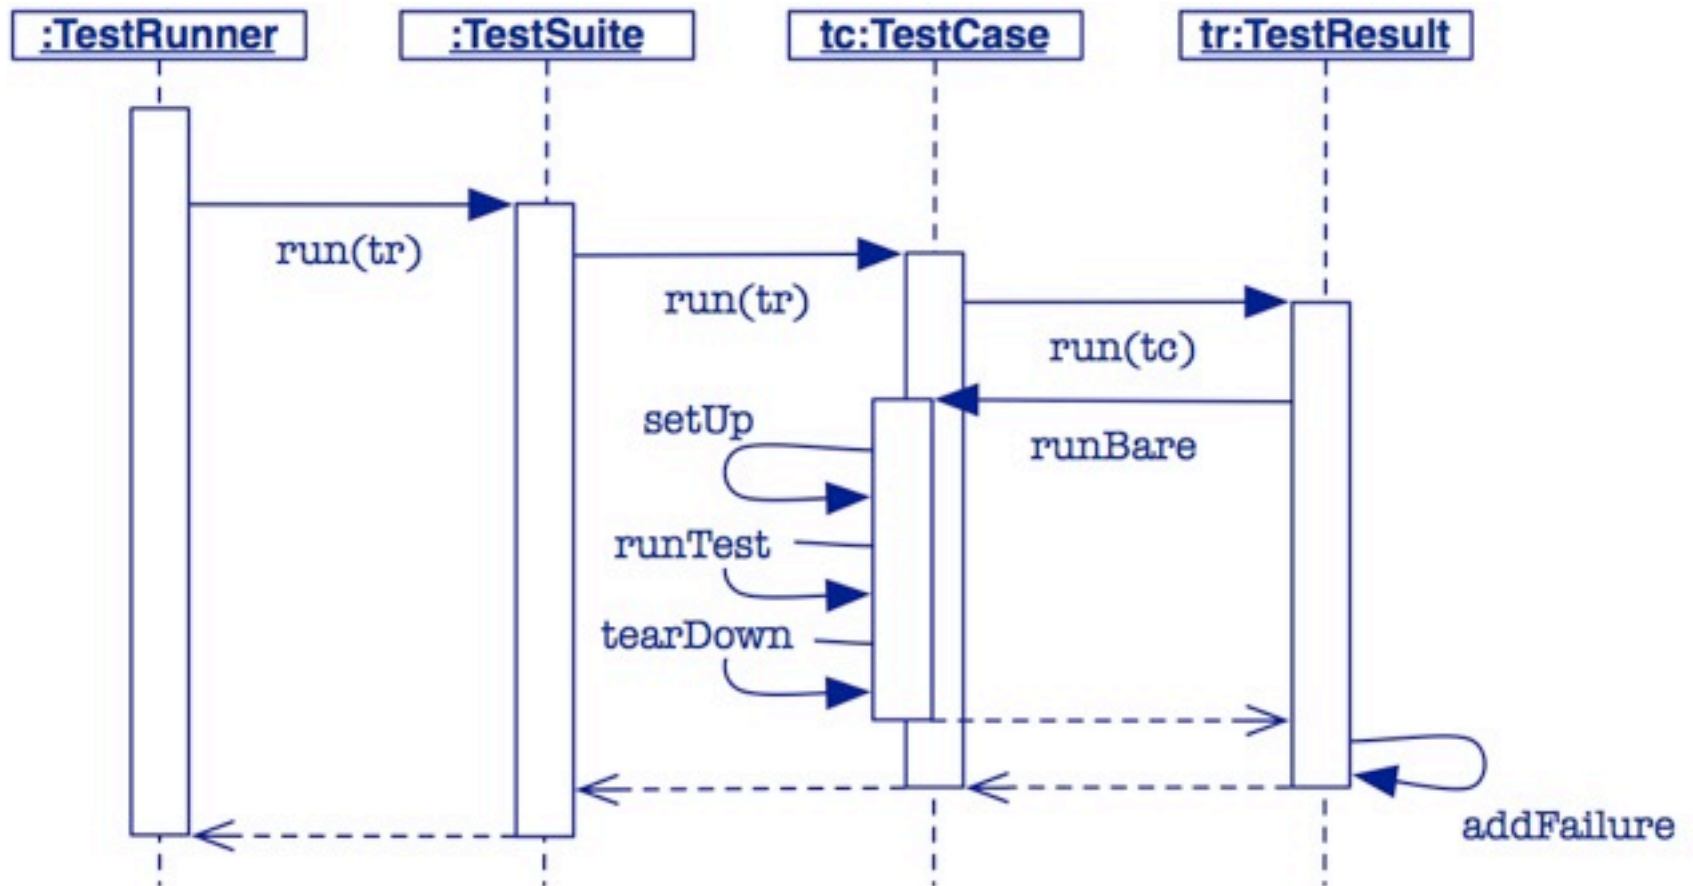 :TestRunner
:TestSuite
tc:TestCase
tr:TestResult
run(tr)
run(tr)
run(tc)
setUp
runBare
runTest
tearDown
addFailure